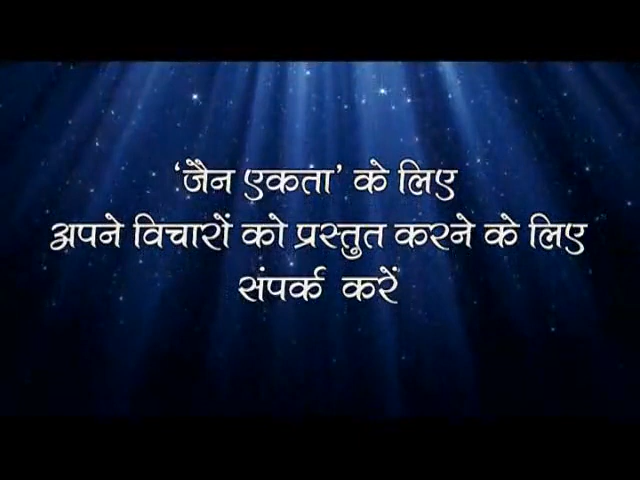 ‘जैन एकता’ के लिए
अपने विचारों को प्रस्तुत करने के लिए
संपर्क करें